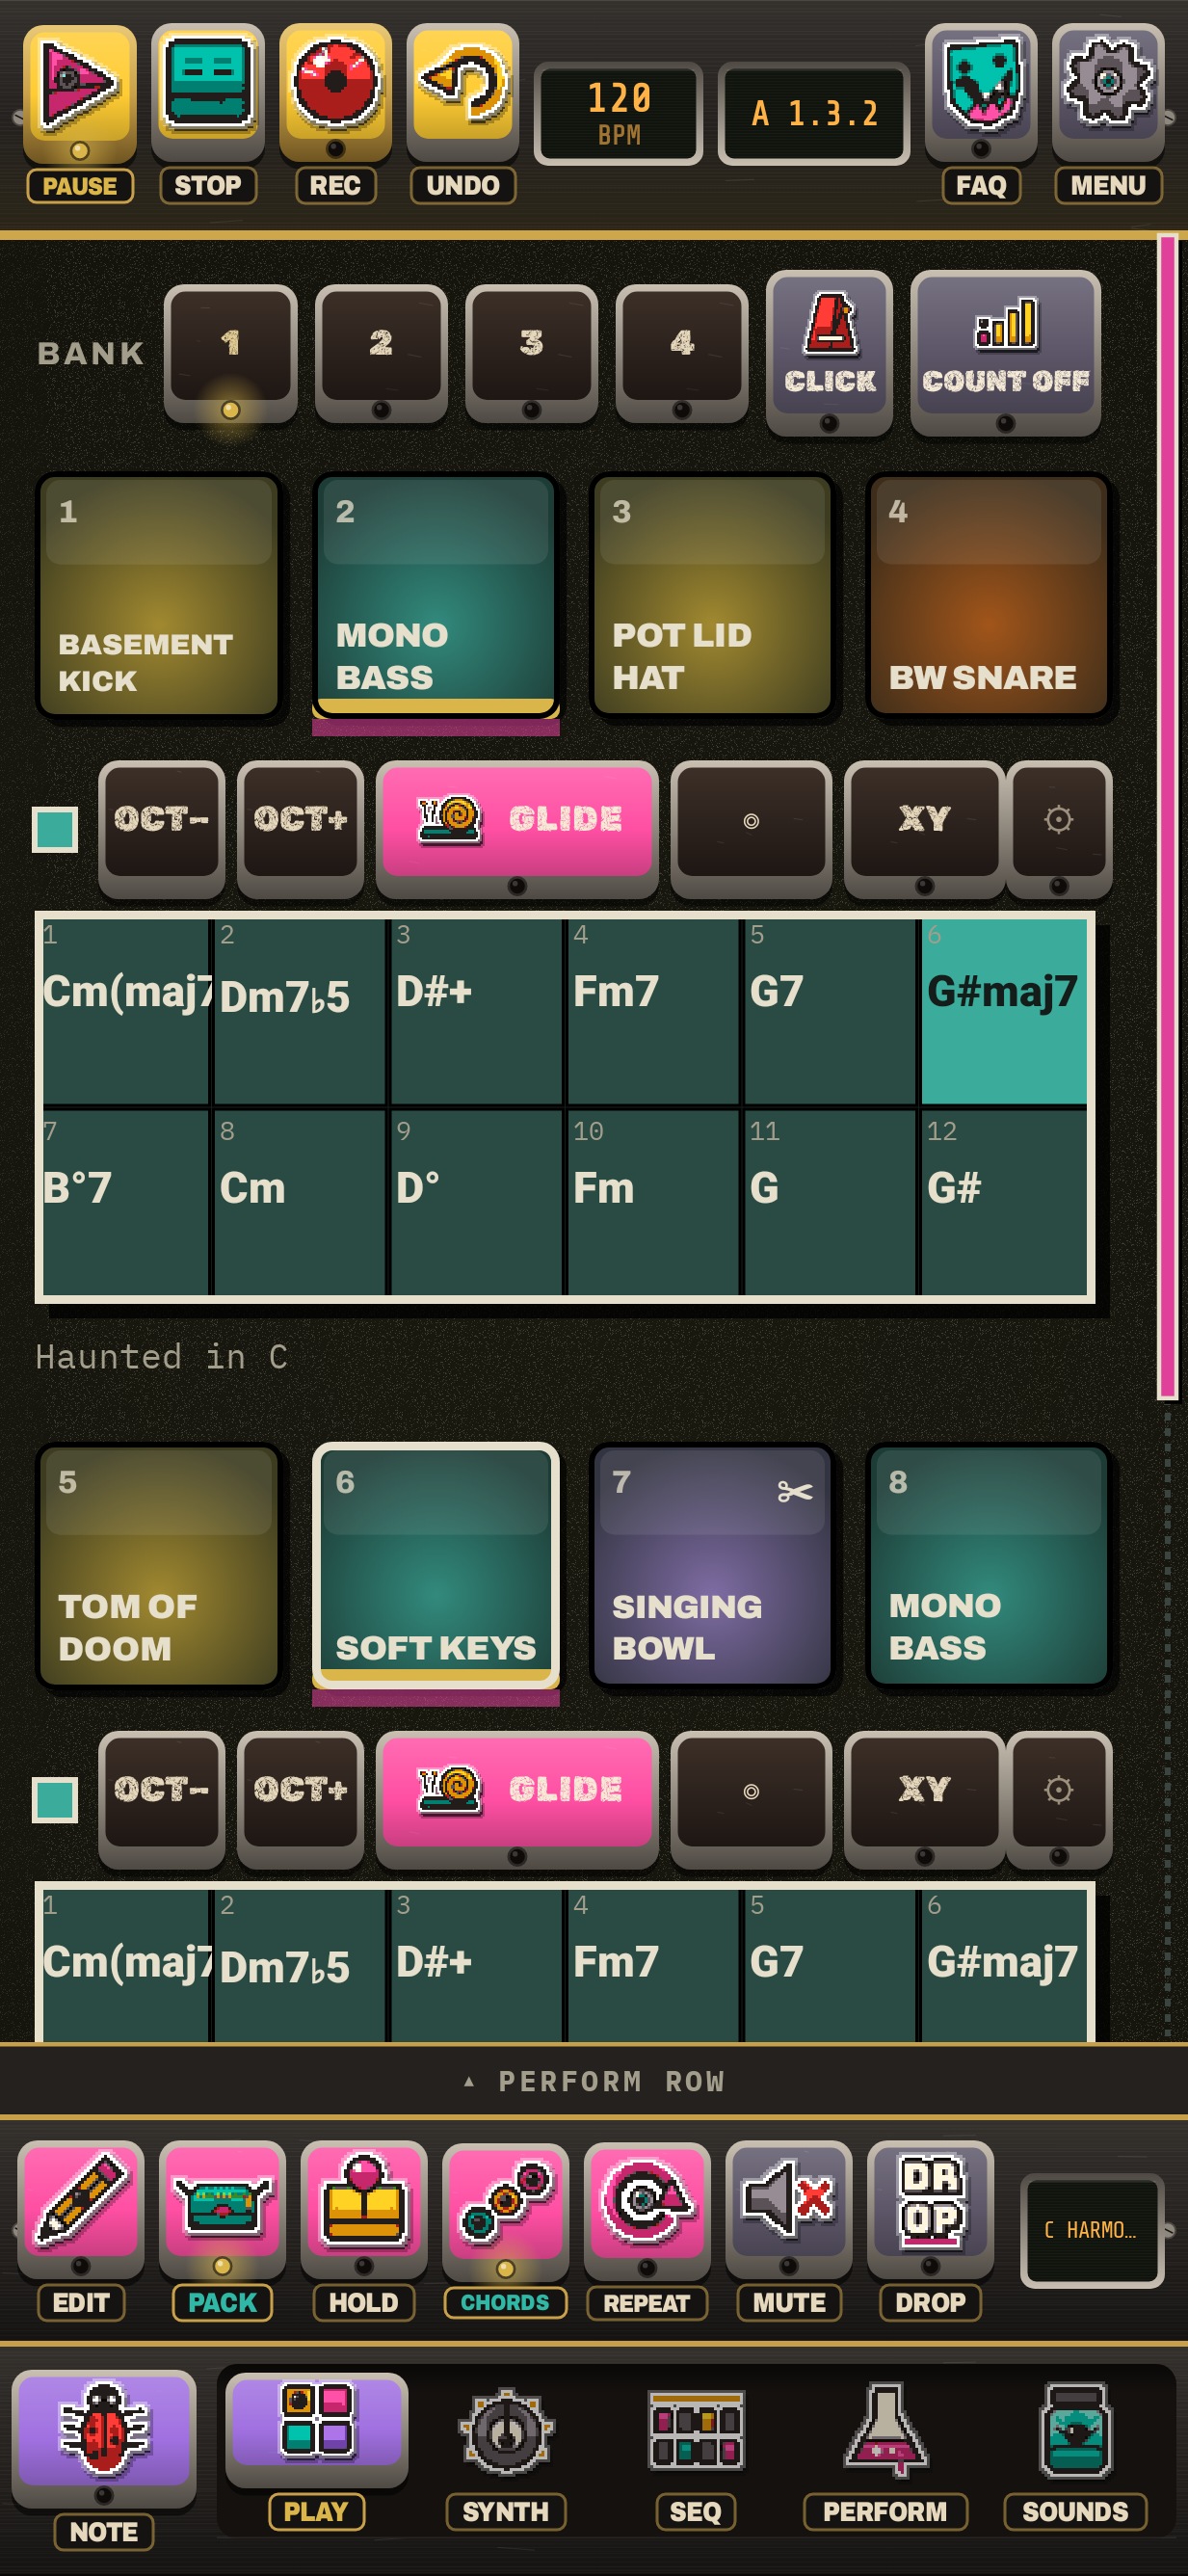 120
BPM
A 1.3.2
PAUSE
STOP
REC
UNDO
FAQ
MENU
BANK
1
2
3
4
CLICK
COUNT OFF
1
BASEMENT
KICK
2
MONO
BASS
3
POT LID
HAT
4
BW SNARE
OCT-
OCT+
GLIDE
XY
1
Cm(maj7
2
Dm7♭5
3
D#+
4
Fm7
5
G7
6
G#maj7
7
B°7
8
Cm
9
D°
10
Fm
11
G
12
G#
Haunted in C
5
TOM OF
DOOM
6
SOFT KEYS
7
SINGING
BOWL
8
MONO
BASS
OCT-
OCT+
GLIDE
XY
1
Cm(maj7
2
Dm7♭5
3
D#+
4
Fm7
5
G7
6
G#maj7
▲ PERFORM ROW
DR
OP
C HARMO…
EDIT
PACK
HOLD
CHORDS
REPEAT
MUTE
DROP
NOTE
PLAY
SYNTH
SEQ
PERFORM
SOUNDS